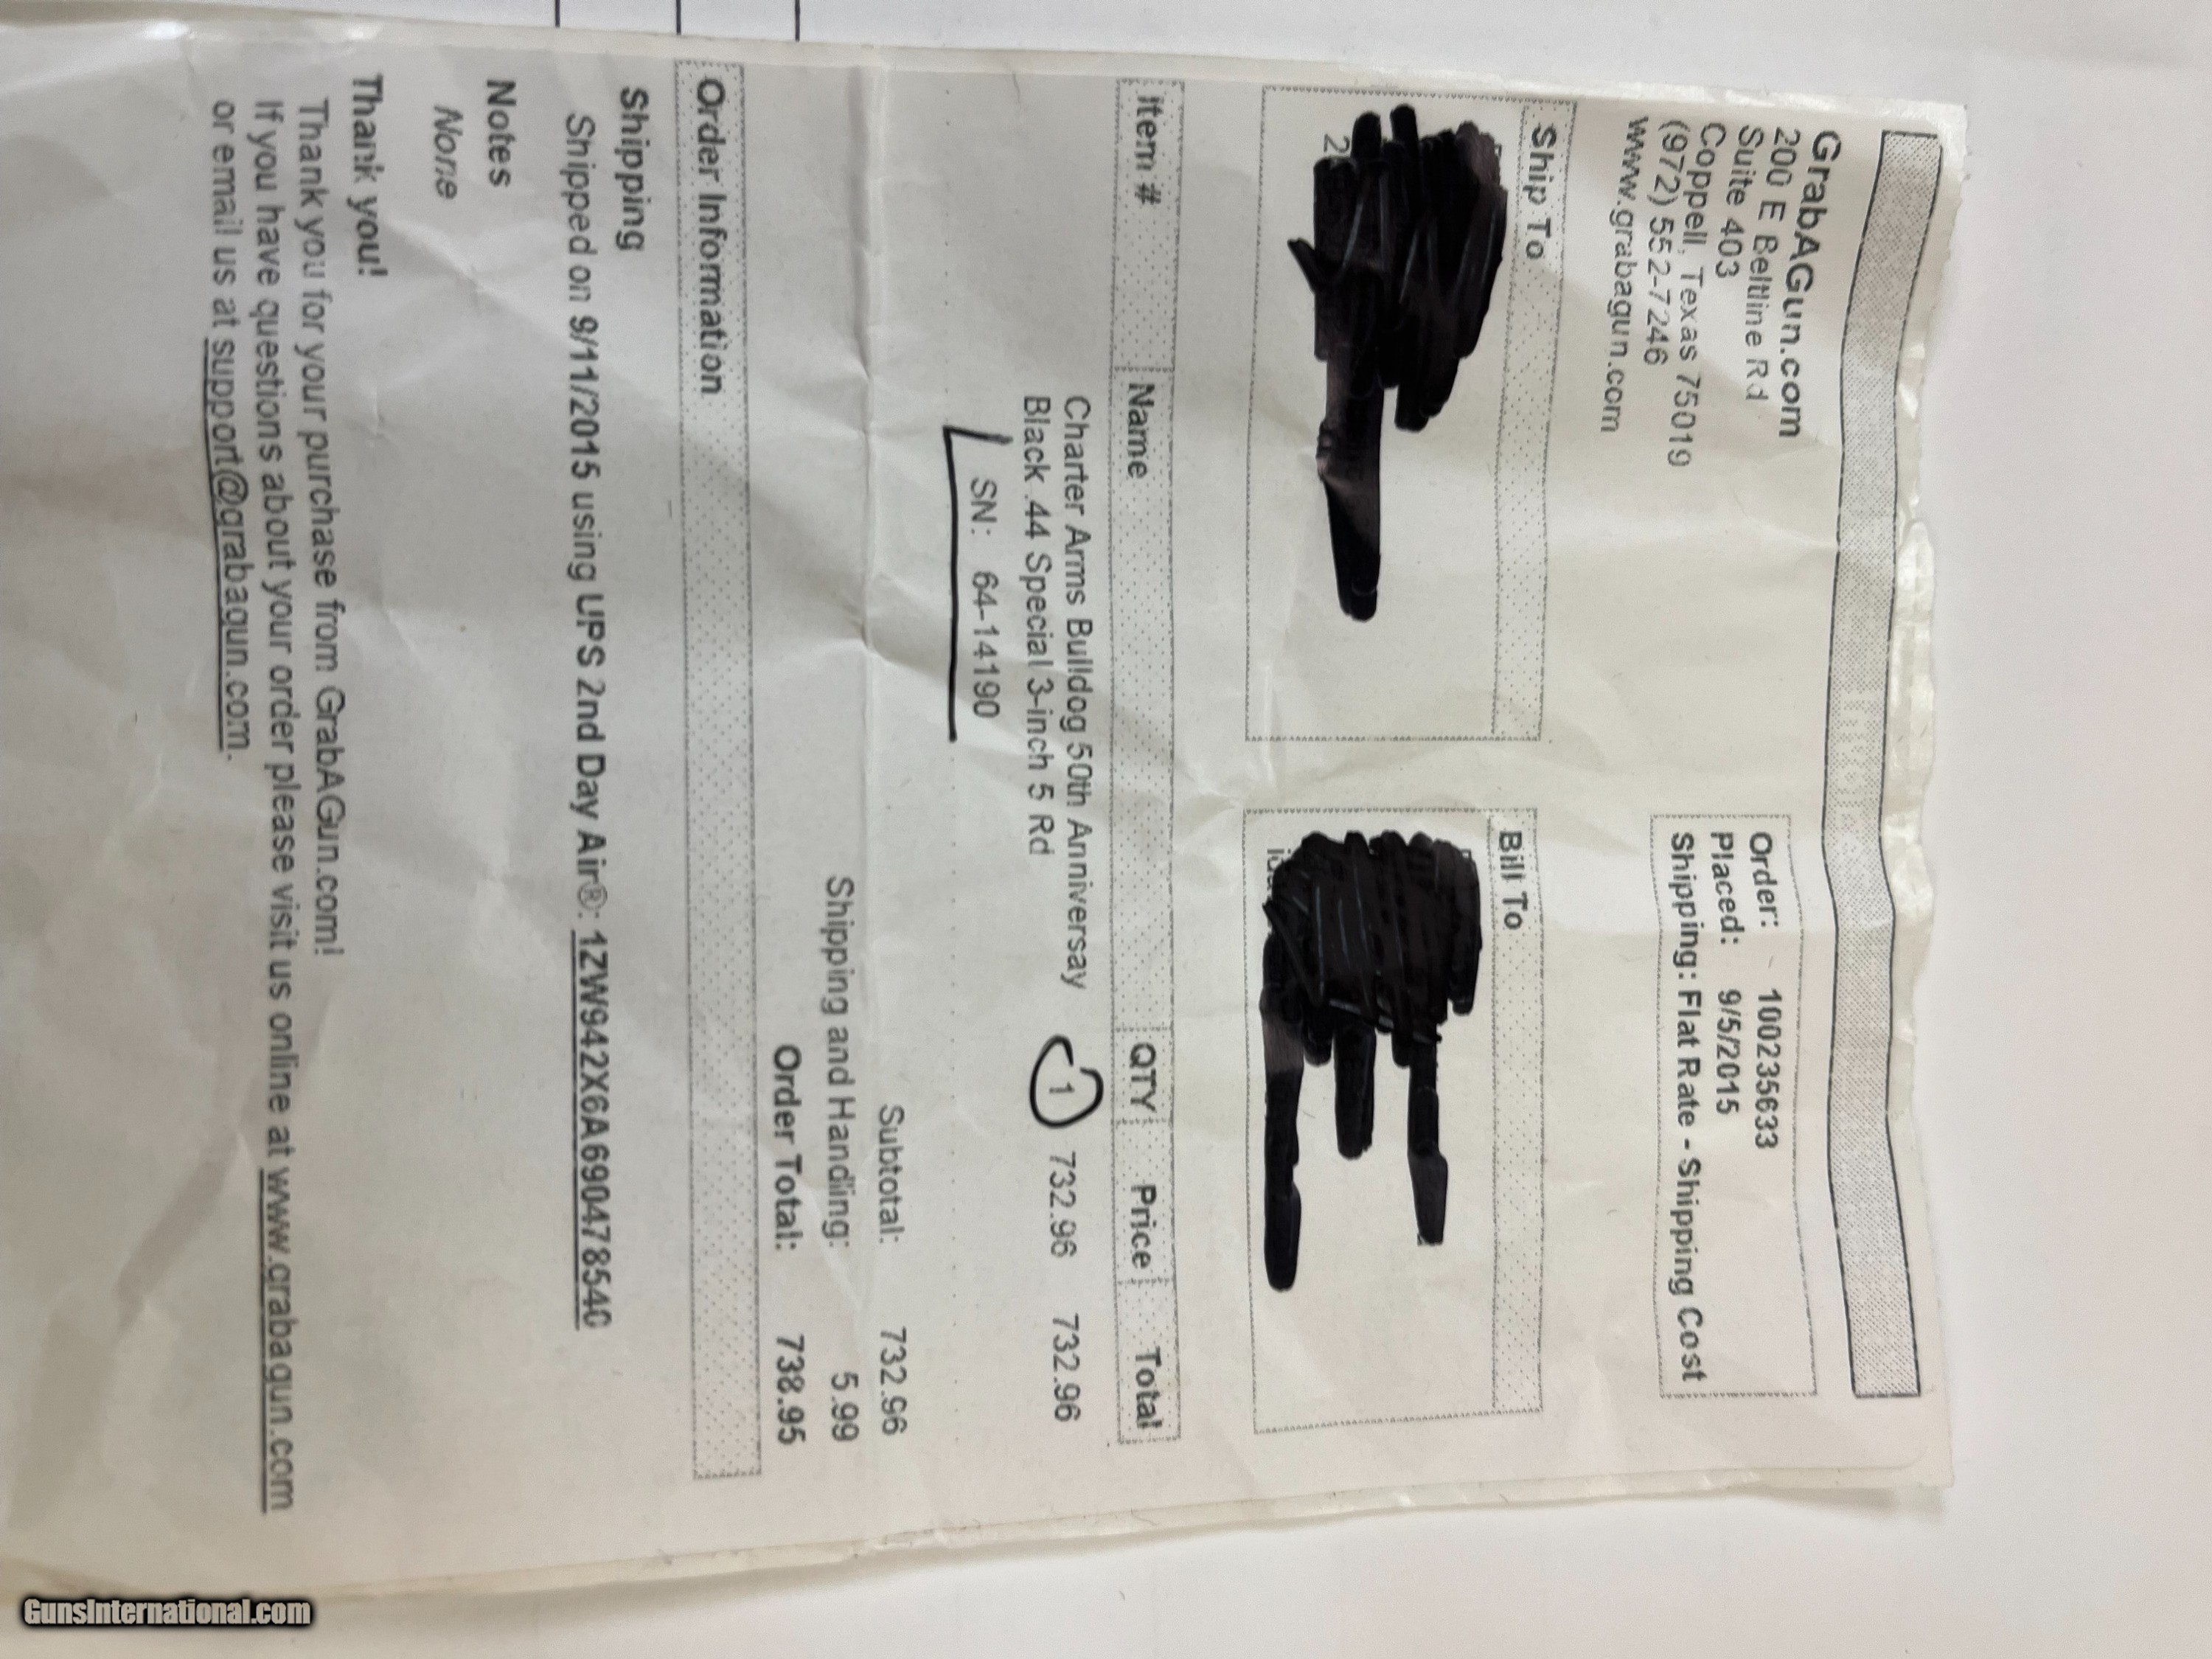 GrabAGun.com
200 E Beltline Rd
Suite 403
Coppell, Texas 75019
(972) 552-7246
www.grabagun.com
Order: 100235633
Placed: 9/5/2015
Shipping: Flat Rate - Shipping Cost
Ship To
2
Bill To
Item # Name QTY Price Total
Charter Arms Bulldog 50th Anniversay 1 732.96 732.96
Black .44 Special 3-inch 5 Rd
SN: 64-14190
Subtotal: 732.96
Shipping and Handling: 5.99
Order Total: 738.95
Order Information
Shipping
Shipped on 9/11/2015 using UPS 2nd Day Air®: 1ZW942X6A690478540
Notes
None
Thank you!
Thank you for your purchase from GrabAGun.com!
If you have questions about your order please visit us online at www.grabagun.com
or email us at support@grabagun.com.
GunsInternational.com